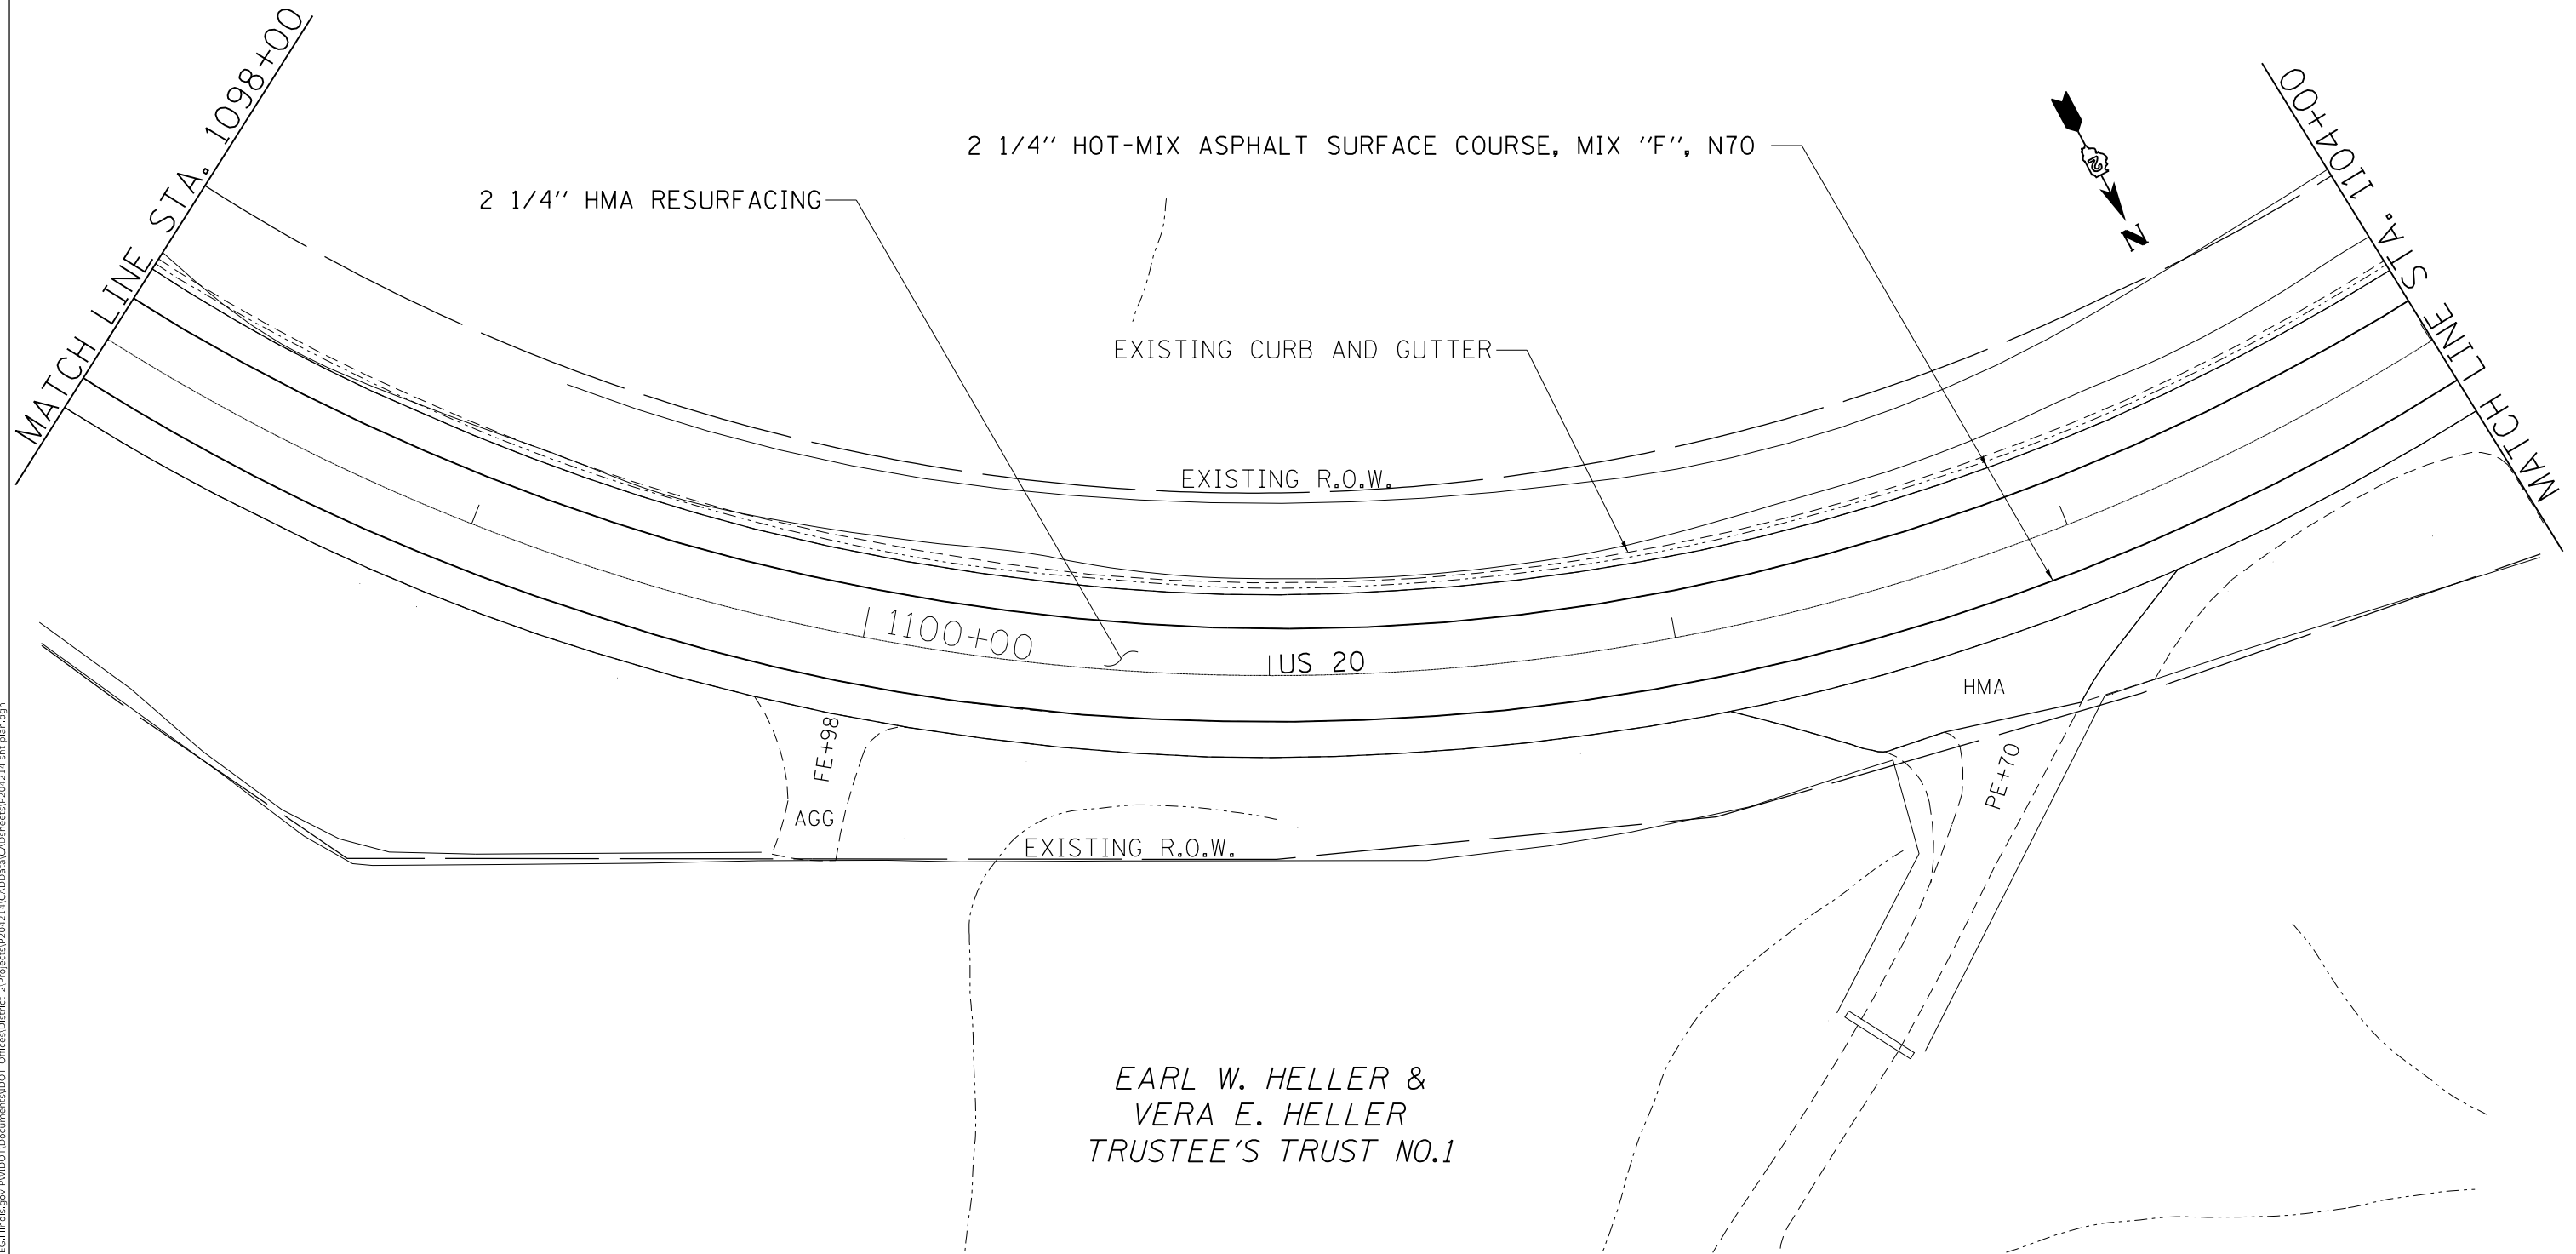 MATCH LINE STA. 1098+00
2 1/4" HOT-MIX ASPHALT SURFACE COURSE, MIX "F", N70
2 1/4" HMA RESURFACING
2
N
MATCH LINE STA. 1104+00
EXISTING CURB AND GUTTER
EXISTING R.O.W.
1100+00
US 20
HMA
FE+98
PE+70
AGG
EXISTING R.O.W.
EARL W. HELLER &
VERA E. HELLER
TRUSTEE'S TRUST NO.1